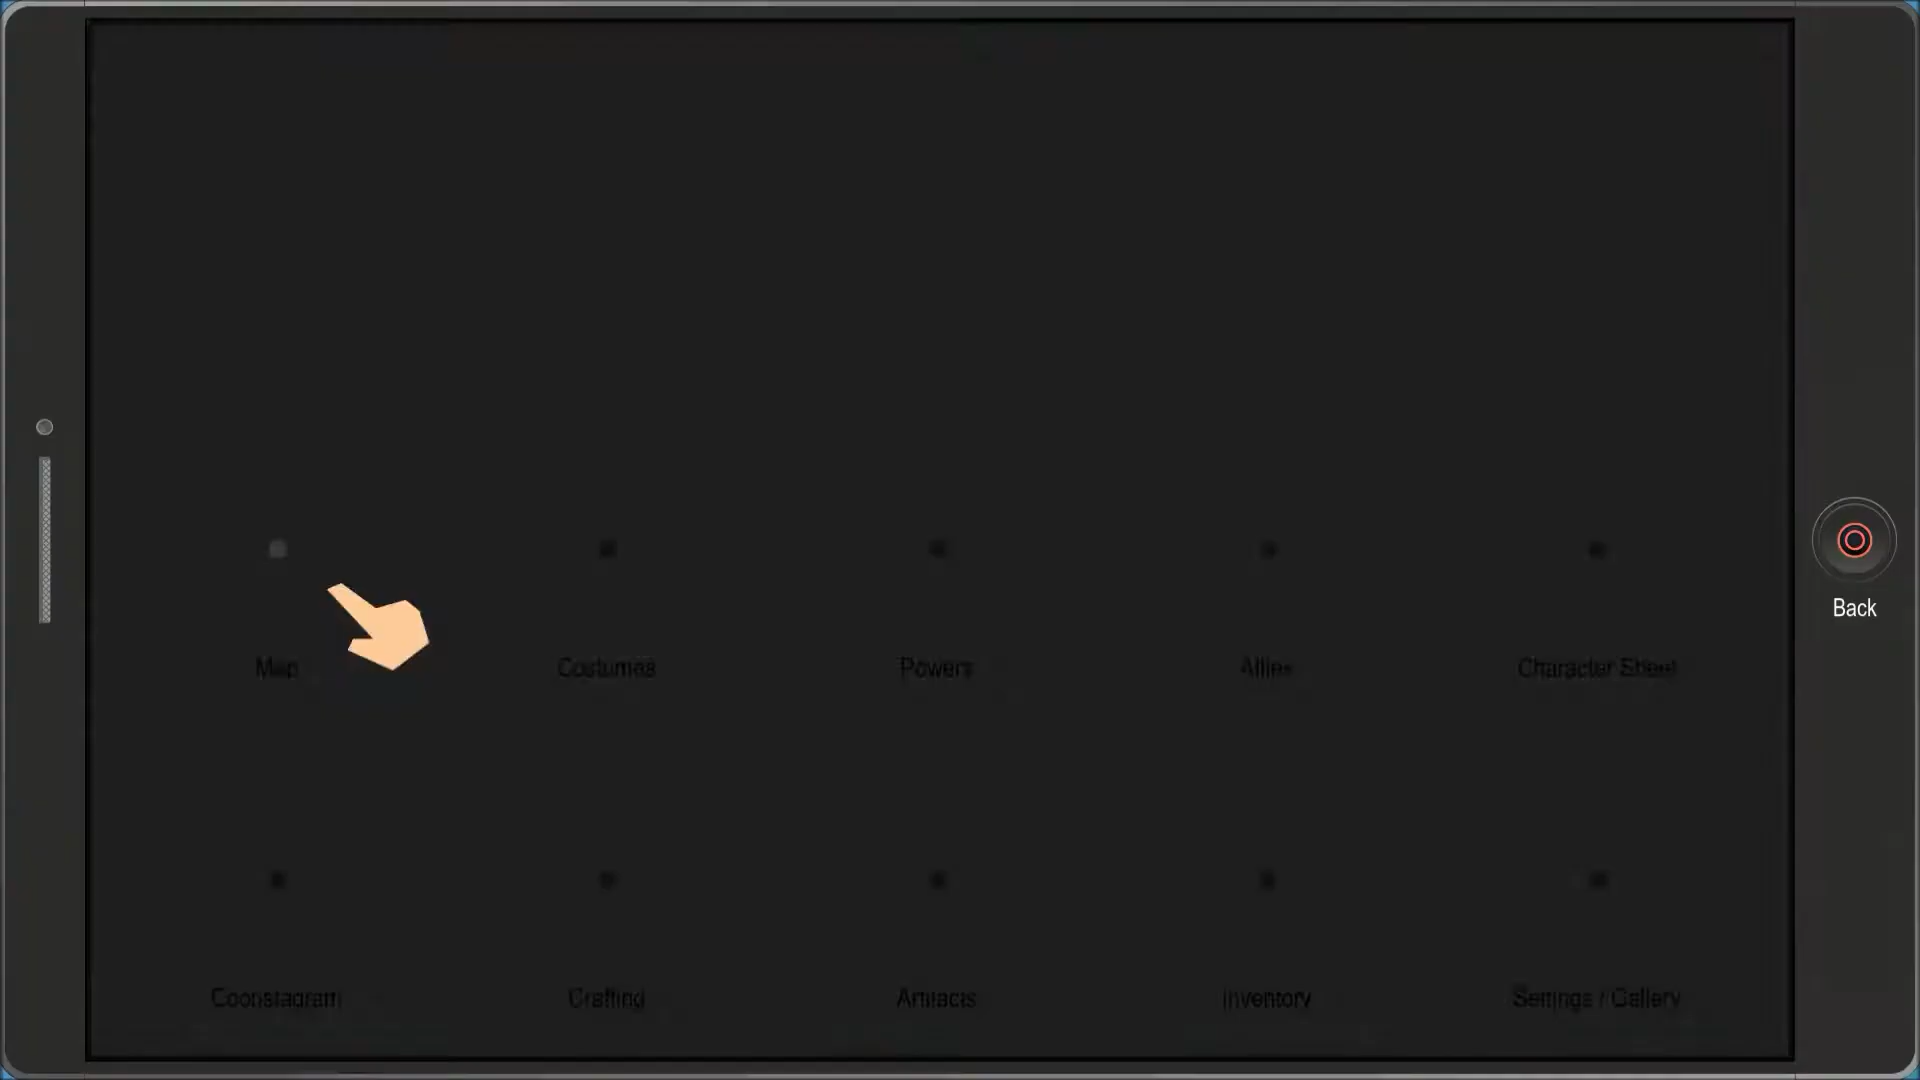 Back
Map
Costumes
Powers
Allies
Character Sheet
Coonstagram
Crafting
Artifacts
Inventory
Settings / Gallery